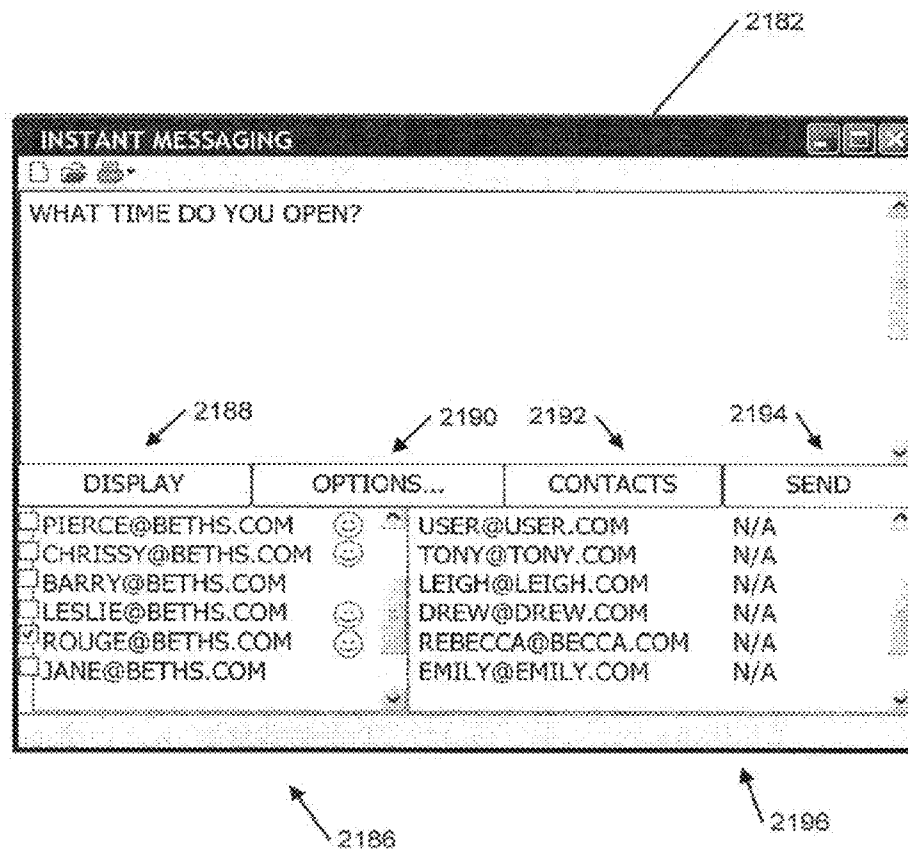 2182
INSTANT MESSAGING
WHAT TIME DO YOU OPEN?
2188 2190 2192 2194
DISPLAY OPTIONS... CONTACTS SEND
PIERCE@BETHS.COM USER@USER.COM N/A
CHRISSY@BETHS.COM TONY@TONY.COM N/A
BARRY@BETHS.COM LEIGH@LEIGH.COM N/A
LESLIE@BETHS.COM DREW@DREW.COM N/A
ROUGE@BETHS.COM REBECCA@BECCA.COM N/A
JANE@BETHS.COM EMILY@EMILY.COM N/A
2186 2196